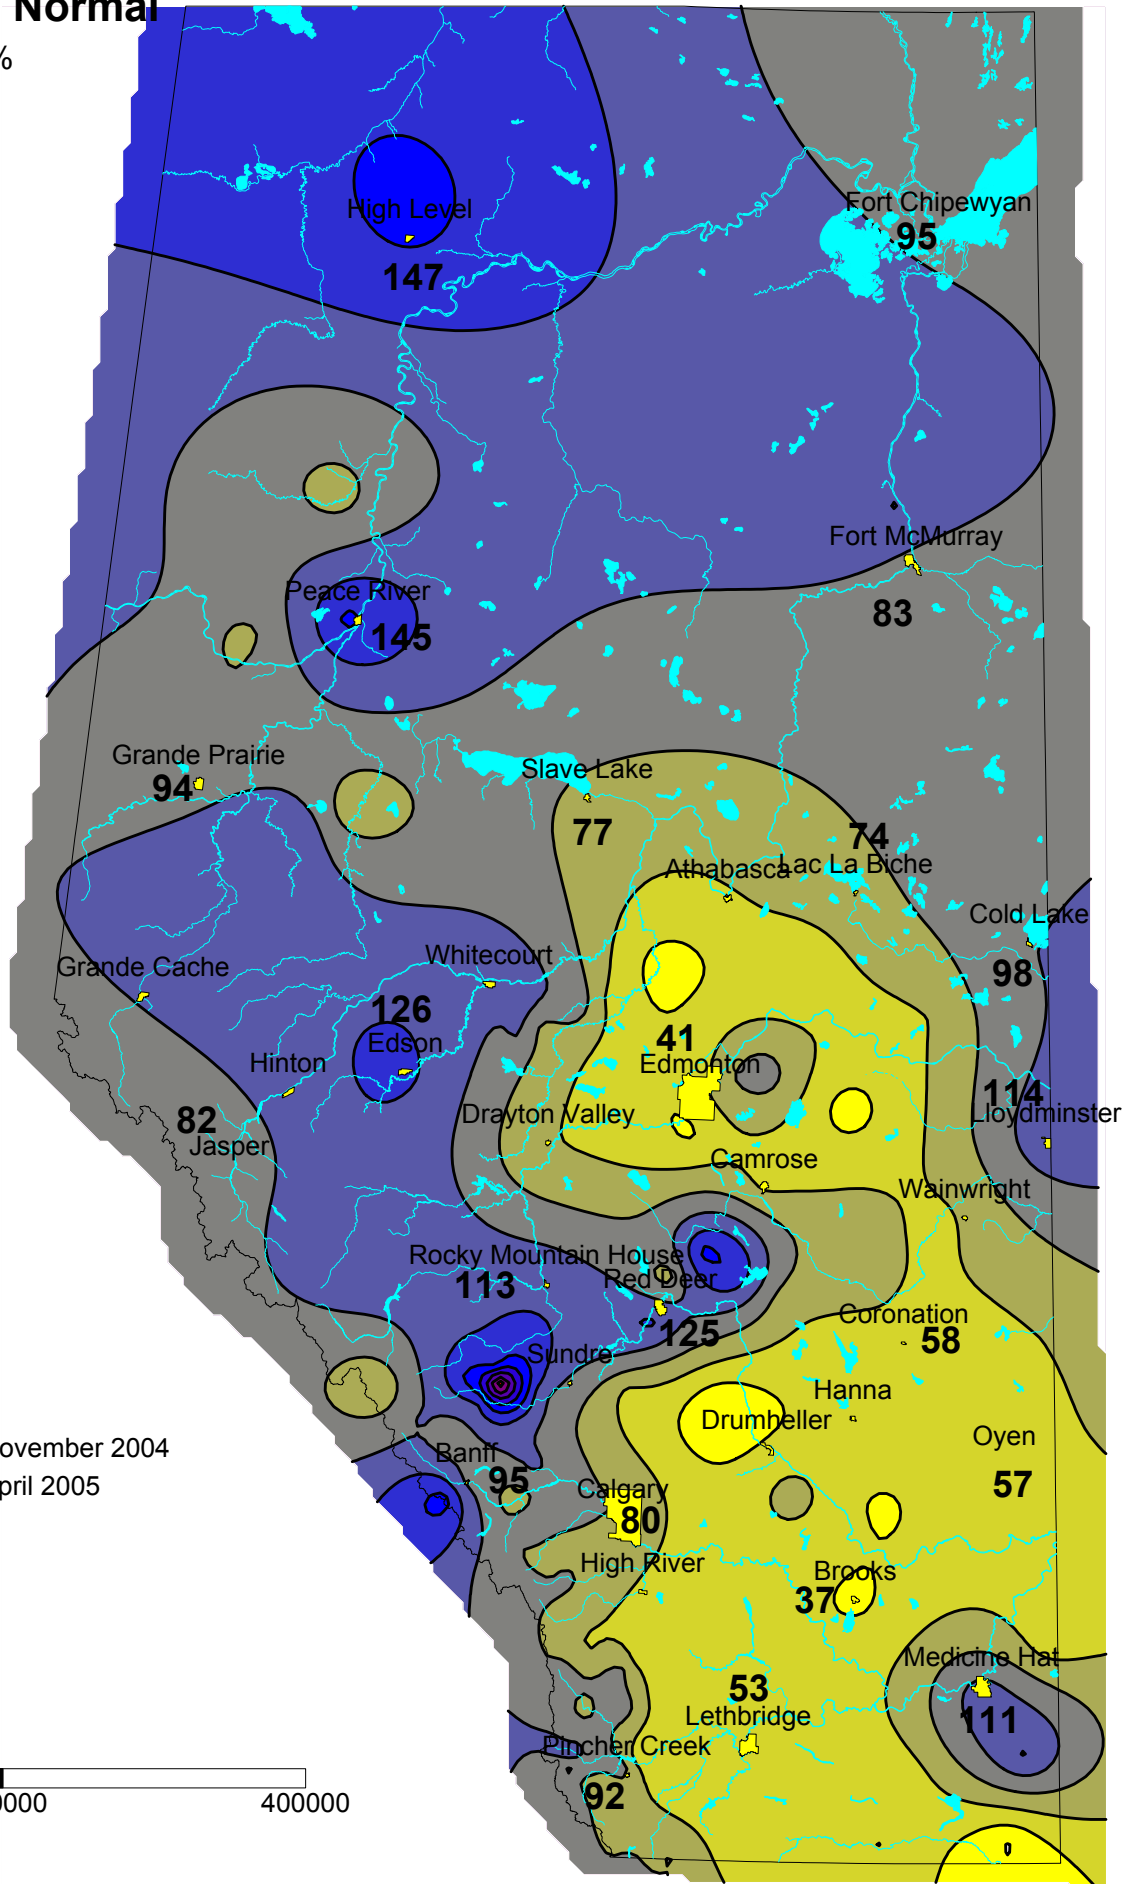 Normal
%
High Level
147
Fort Chipewyan
95
Fort McMurray
83
Peace River
145
Grande Prairie
94
Slave Lake
77
74
Athabasca
Lac La Biche
Cold Lake
98
Whitecourt
Grande Cache
126
Edson
Hinton
41
Edmonton
Drayton Valley
114
Lloydminster
82
Jasper
Camrose
Wainwright
Rocky Mountain House
113
Red Deer
125
Coronation
58
Sundre
Hanna
Drumheller
Oyen
57
ovember 2004
pril 2005
Banff
95
Calgary
80
High River
Brooks
37
Medicine Hat
111
53
Lethbridge
Pincher Creek
92
0000
400000